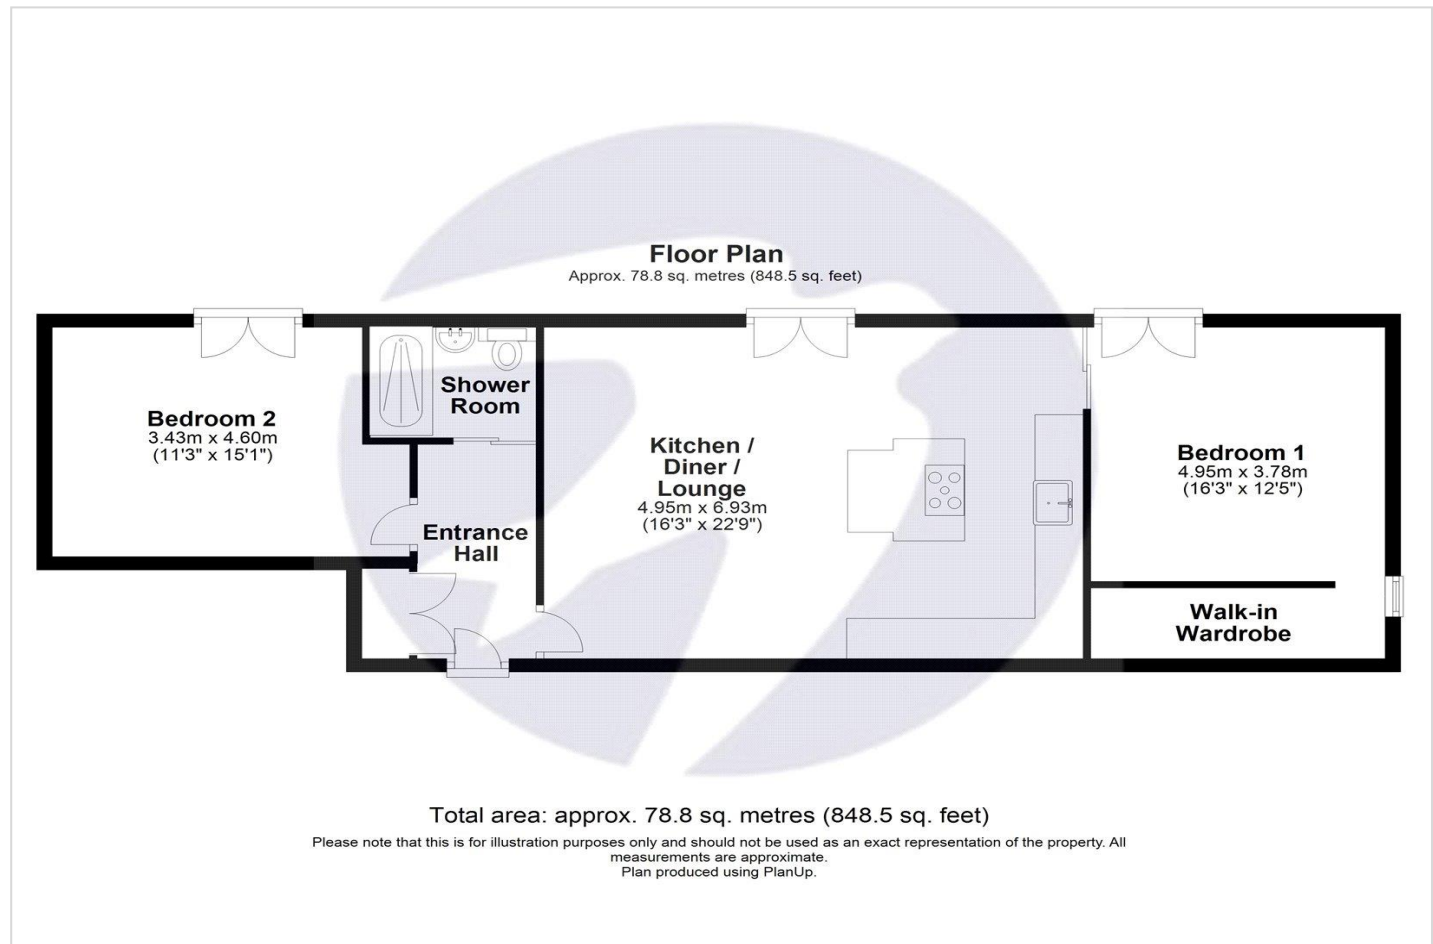 Floor Plan
Approx. 78.8 sq. metres (848.5 sq. feet)
Bedroom 2
3.43m x 4.60m
(11'3" x 15'1")
Shower
Room
Entrance
Hall
Kitchen /
Diner /
Lounge
4.95m x 6.93m
(16'3" x 22'9")
Bedroom 1
4.95m x 3.78m
(16'3" x 12'5")
Walk-in
Wardrobe
Total area: approx. 78.8 sq. metres (848.5 sq. feet)
Please note that this is for illustration purposes only and should not be used as an exact representation of the property. All
measurements are approximate.
Plan produced using PlanUp.